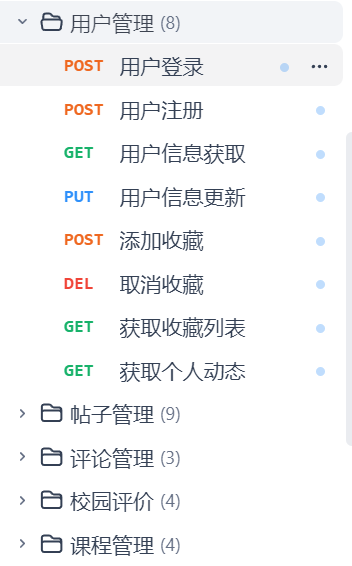 用户管理 (8)
POST 用户登录
POST 用户注册
GET 用户信息获取
PUT 用户信息更新
POST 添加收藏
DEL 取消收藏
GET 获取收藏列表
GET 获取个人动态
帖子管理 (9)
评论管理 (3)
校园评价 (4)
课程管理 (4)